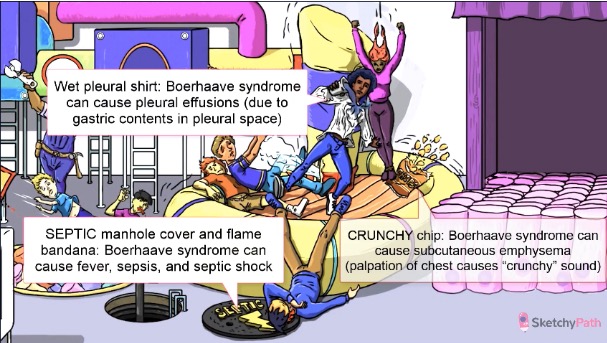 Wet pleural shirt: Boerhaave syndrome
can cause pleural effusions (due to
gastric contents in pleural space)
SEPTIC manhole cover and flame
bandana: Boerhaave syndrome can
cause fever, sepsis, and septic shock
CRUNCHY chip: Boerhaave syndrome can
cause subcutaneous emphysema
(palpation of chest causes “crunchy” sound)
SEPTIC
SketchyPath